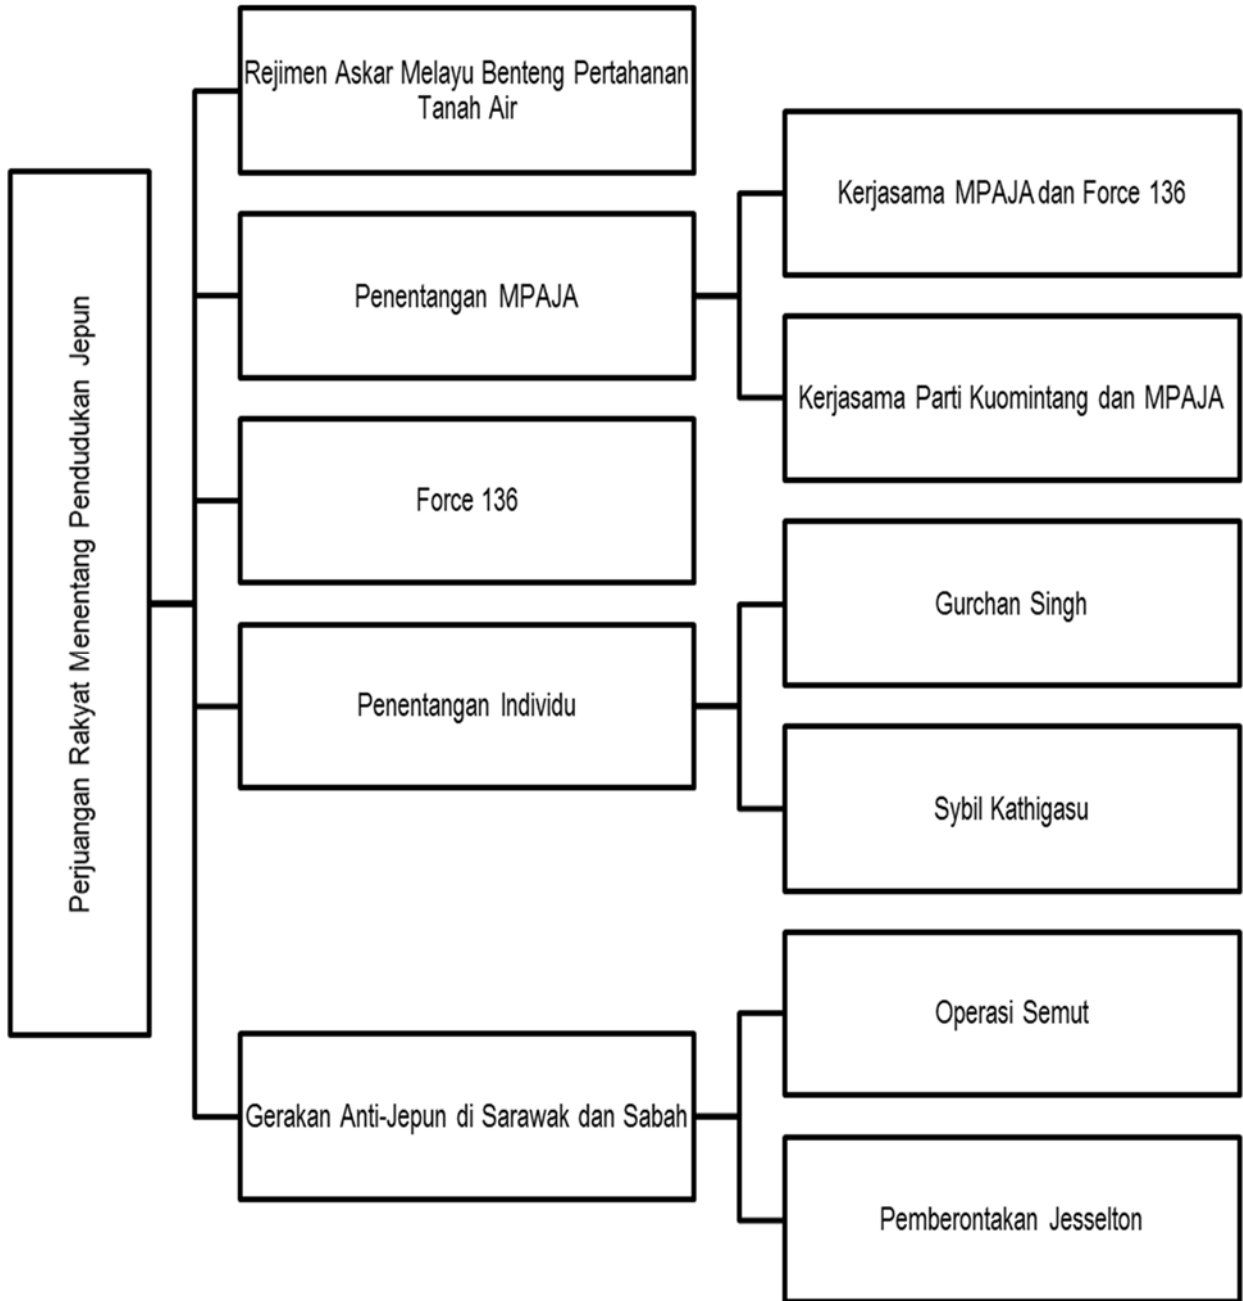 Perjuangan Rakyat Menentang Pendudukan Jepun
Rejimen Askar Melayu Benteng Pertahanan
Tanah Air
Penentangan MPAJA
Kerjasama MPAJA dan Force 136
Kerjasama Parti Kuomintang dan MPAJA
Force 136
Penentangan Individu
Gurchan Singh
Sybil Kathigasu
Gerakan Anti-Jepun di Sarawak dan Sabah
Operasi Semut
Pemberontakan Jesselton